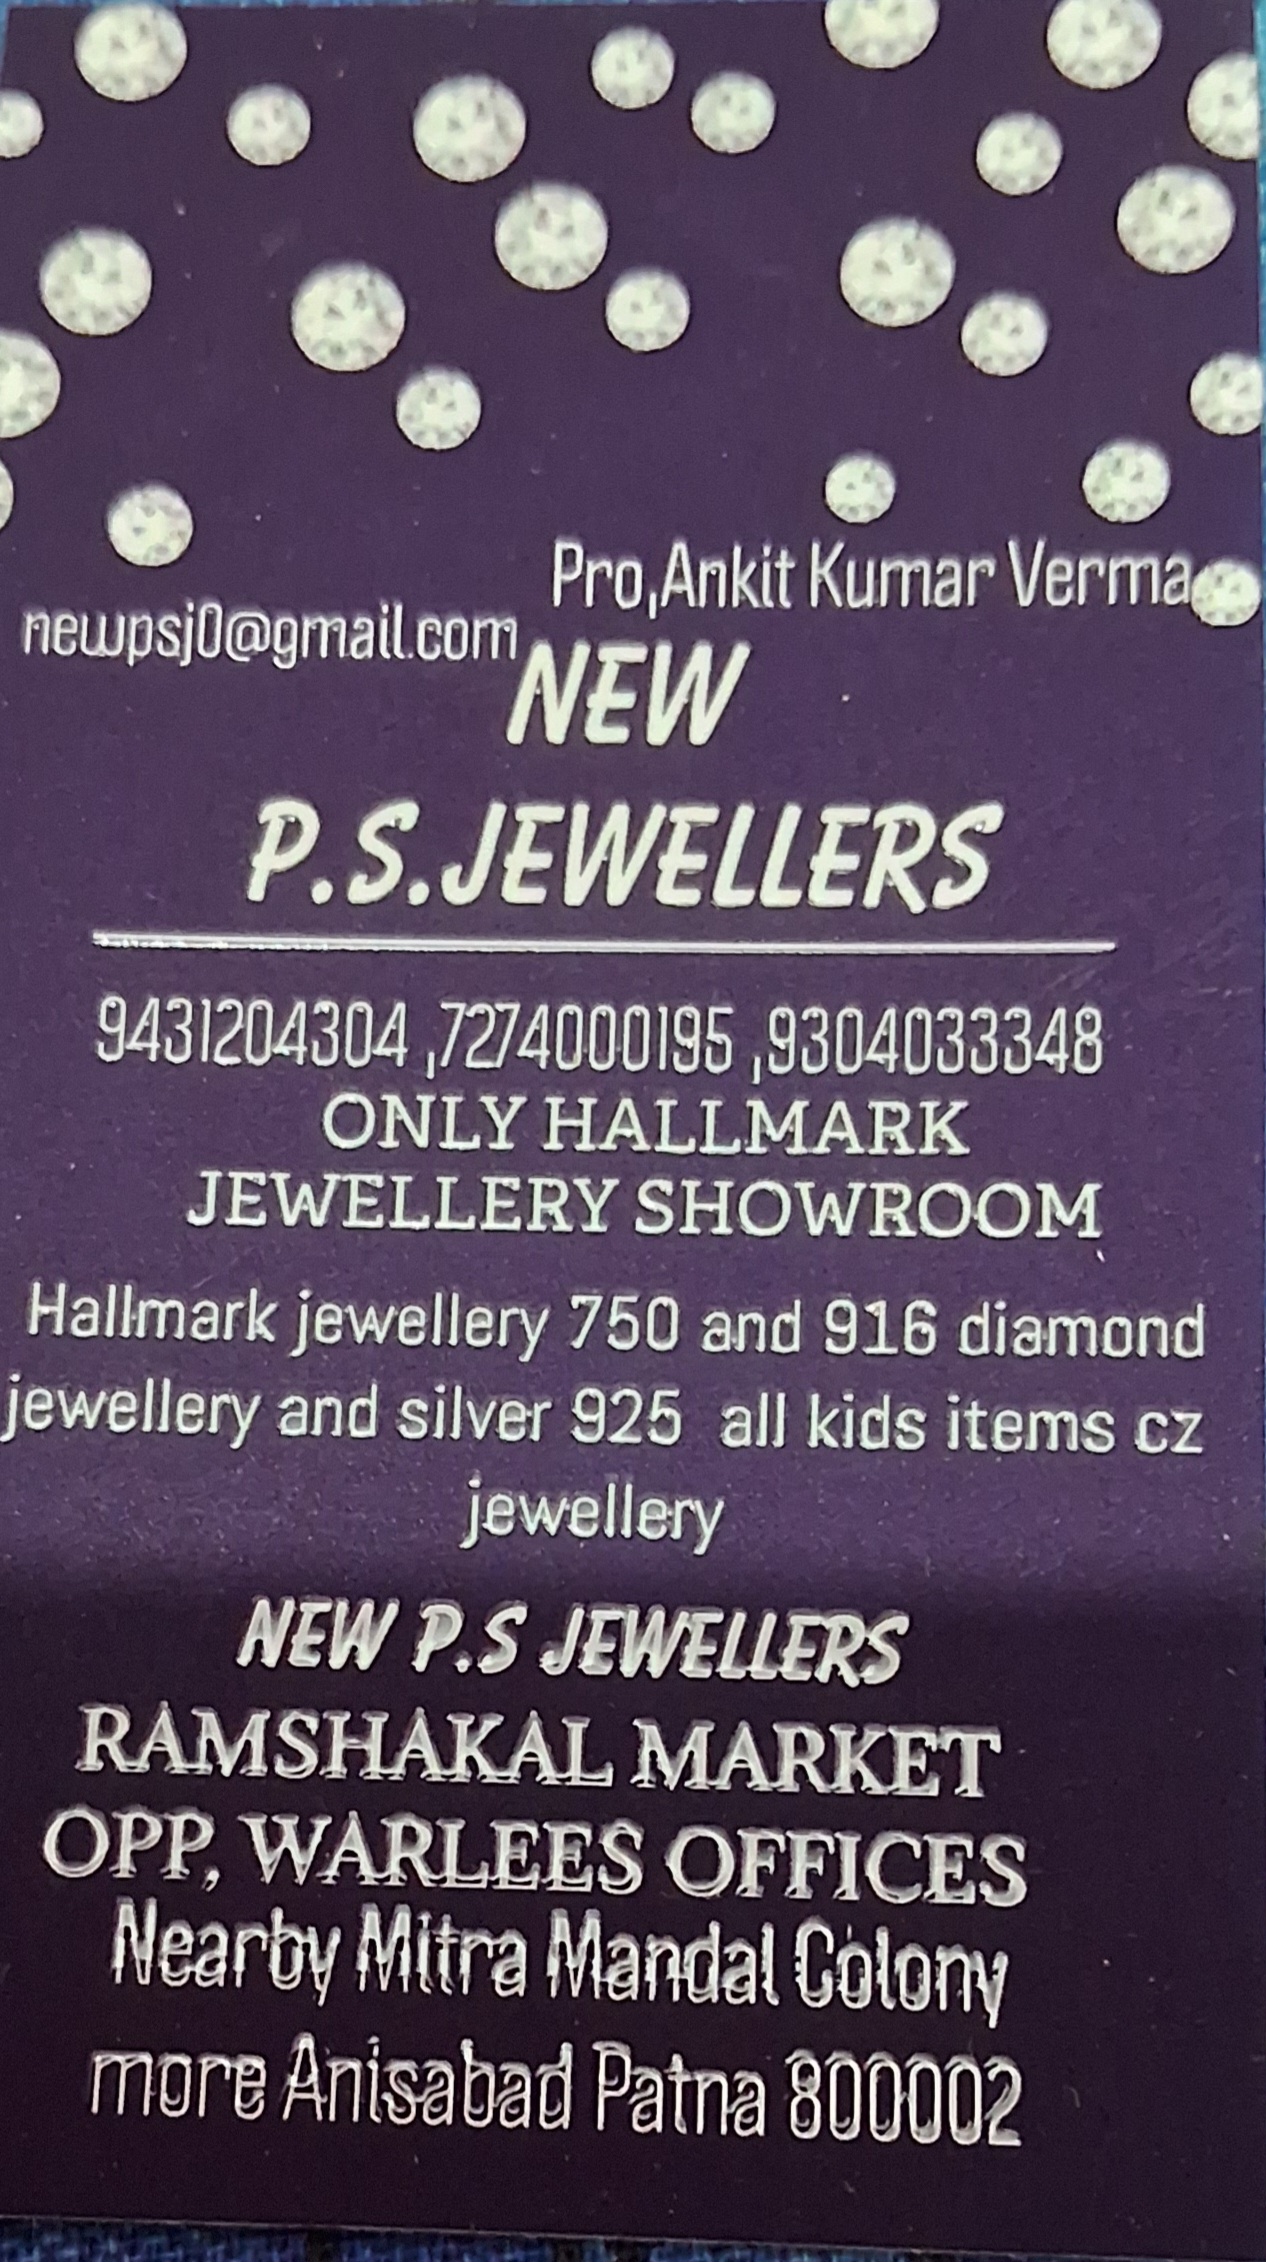 Pro,Ankit Kumar Verma
newpsj0@gmail.com
NEW
P.S.JEWELLERS
9431204304 ,7274000195 ,9304033348
ONLY HALLMARK
JEWELLERY SHOWROOM
Hallmark jewellery 750 and 916 diamond
jewellery and silver 925 all kids items cz
jewellery
NEW P.S JEWELLERS
RAMSHAKAL MARKET
OPP, WARLEES OFFICES
Nearby Mitra Mandal Colony
more Anisabad Patna 800002